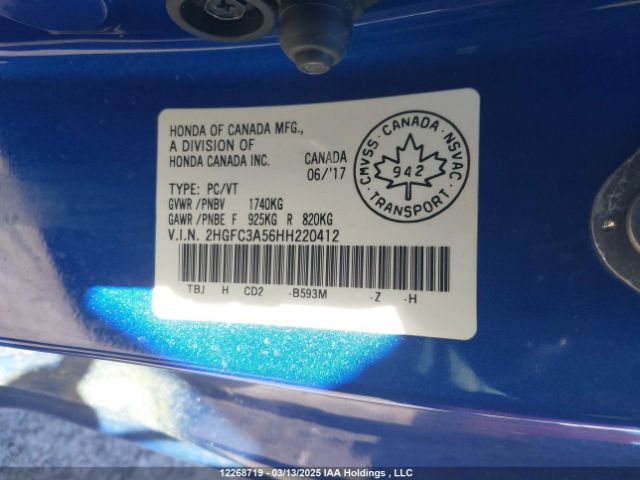 HONDA OF CANADA MFG.,
A DIVISION OF
HONDA CANADA INC.
CANADA
06/'17
TYPE: PC/VT
GVWR /PNBV 1740KG
GAWR /PNBE F 925KG R 820KG
V.I.N. 2HGFC3A56HH220412
TBJ H CD2 -B593M -Z -H
CMVSS·CANADA·NSVAC
942
TRANSPORT
12268719 -- 03/13/2025 IAA Holdings , LLC